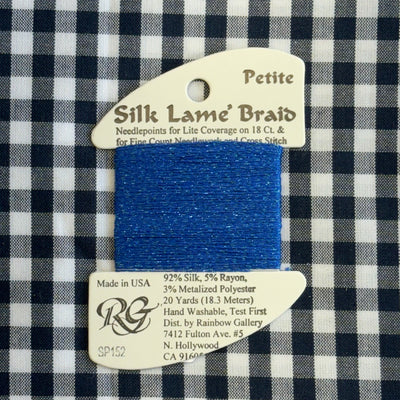 Petite
Silk Lame' Braid
Needlepoints for Lite Coverage on 18 Ct. &
for Fine Count Needlework and Cross Stitch
Made in USA
RG
SP152
92% Silk, 5% Rayon,
3% Metalized Polyester
20 Yards (18.3 Meters)
Hand Washable, Test First
Dist. by Rainbow Gallery
7412 Fulton Ave. #5
N. Hollywood
CA 91605